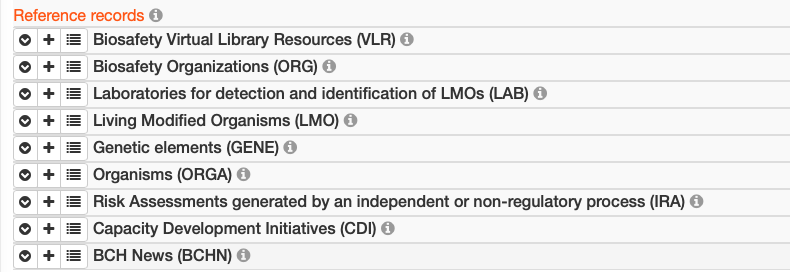 Reference records
Biosafety Virtual Library Resources (VLR)
Biosafety Organizations (ORG)
Laboratories for detection and identification of LMOs (LAB)
Living Modified Organisms (LMO)
Genetic elements (GENE)
Organisms (ORGA)
Risk Assessments generated by an independent or non-regulatory process (IRA)
Capacity Development Initiatives (CDI)
BCH News (BCHN)